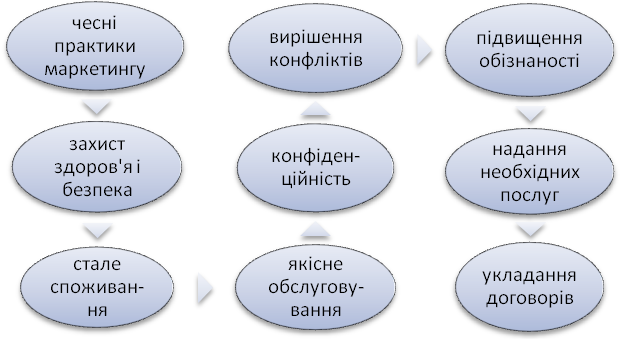 чесні
практики
маркетингу
захист
здоров'я і
безпека
стале
споживан-
ня
якісне
обслугову-
вання
конфіден-
ційність
вирішення
конфліктів
підвищення
обізнаності
надання
необхідних
послуг
укладання
договорів